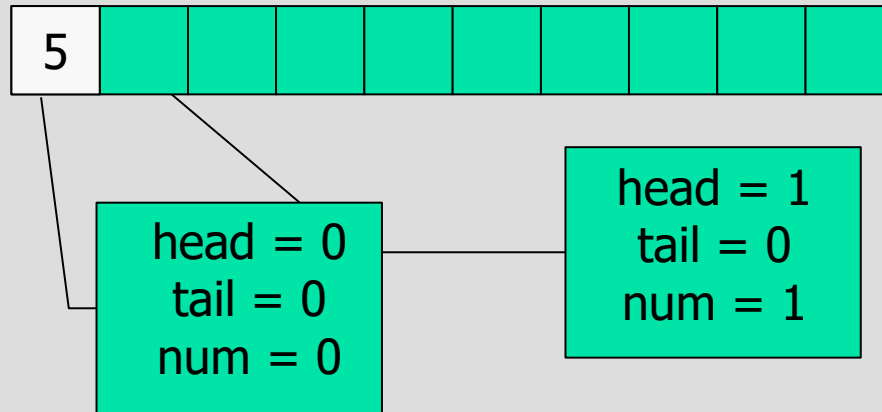 5
head = 0
tail = 0
num = 0
head = 1
tail = 0
num = 1